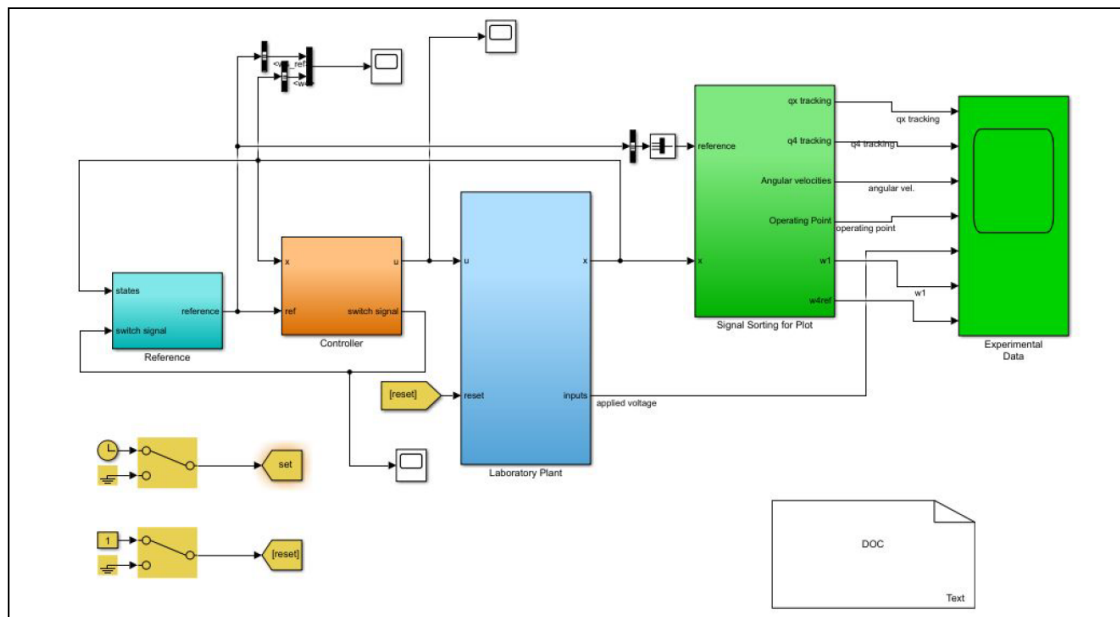 qx tracking
qx tracking
q4 tracking
q4 tracking
reference
Angular velocities
angular vel.
Operating Point
operating point
x
u
u
x
x
w1
w1
states
reference
ref
switch signal
w4ref
switch signal
Signal Sorting for Plot
Experimental
Data
Controller
Reference
[reset]
reset
inputs
applied voltage
set
Laboratory Plant
1
[reset]
DOC
Text